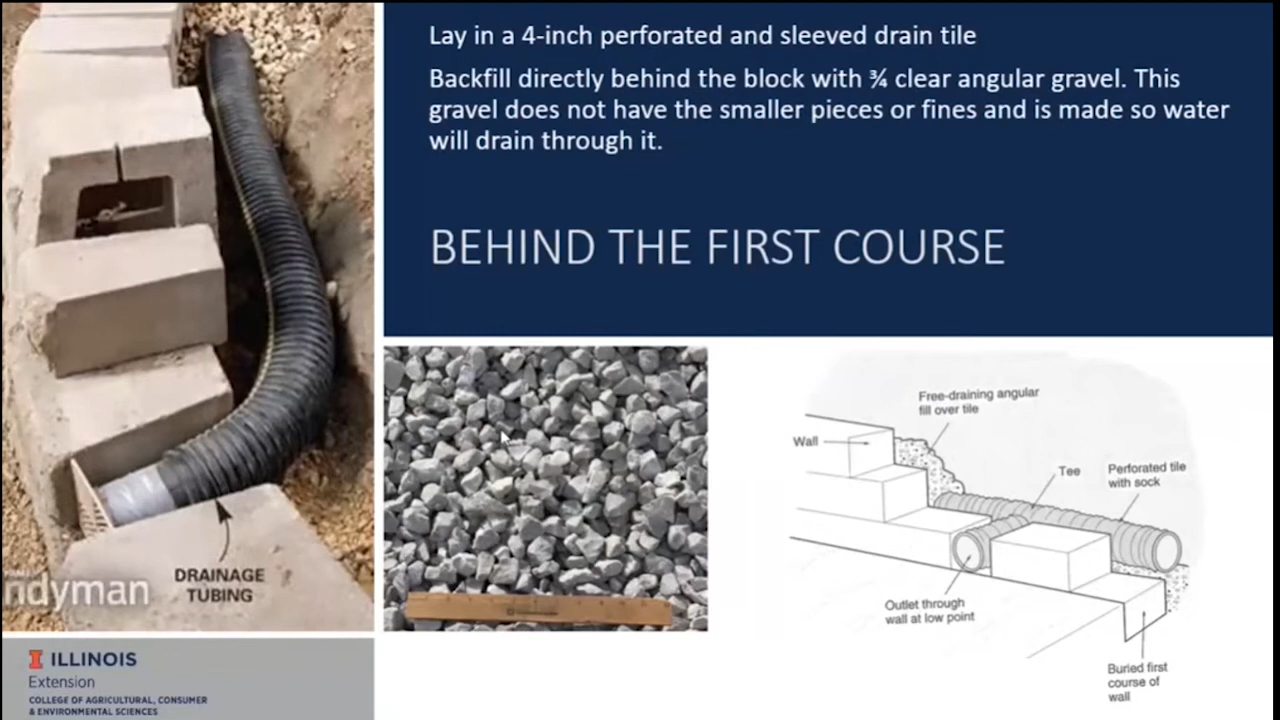 Lay in a 4-inch perforated and sleeved drain tile
Backfill directly behind the block with ¾ clear angular gravel. This
gravel does not have the smaller pieces or fines and is made so water
will drain through it.
BEHIND THE FIRST COURSE
DRAINAGE
TUBING
ndyman
Free-draining angular
fill over tile
Wall
Tee
Perforated tile
with sock
Outlet through
wall at low point
Buried first
course of
wall
ILLINOIS
Extension
COLLEGE OF AGRICULTURAL, CONSUMER
& ENVIRONMENTAL SCIENCES